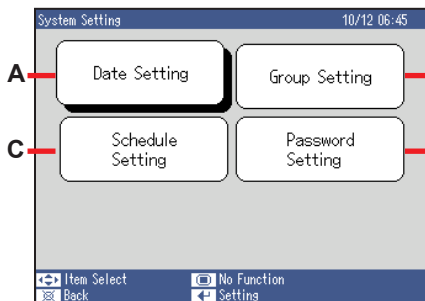 System Setting 10/12 06:45
A Date Setting Group Setting
C Schedule Setting Password Setting
Item Select No Function
Back Setting